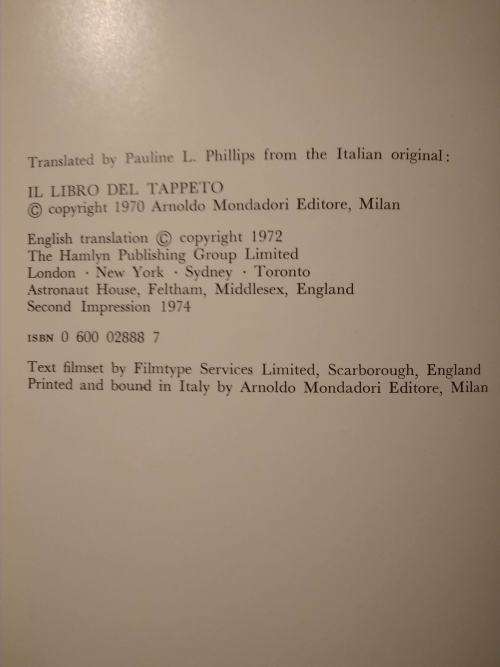 Translated by Pauline L. Phillips from the Italian original:
IL LIBRO DEL TAPPETO
© copyright 1970 Arnoldo Mondadori Editore, Milan
English translation © copyright 1972
The Hamlyn Publishing Group Limited
London · New York · Sydney · Toronto
Astronaut House, Feltham, Middlesex, England
Second Impression 1974
ISBN 0 600 02888 7
Text filmset by Filmtype Services Limited, Scarborough, England
Printed and bound in Italy by Arnoldo Mondadori Editore, Milan